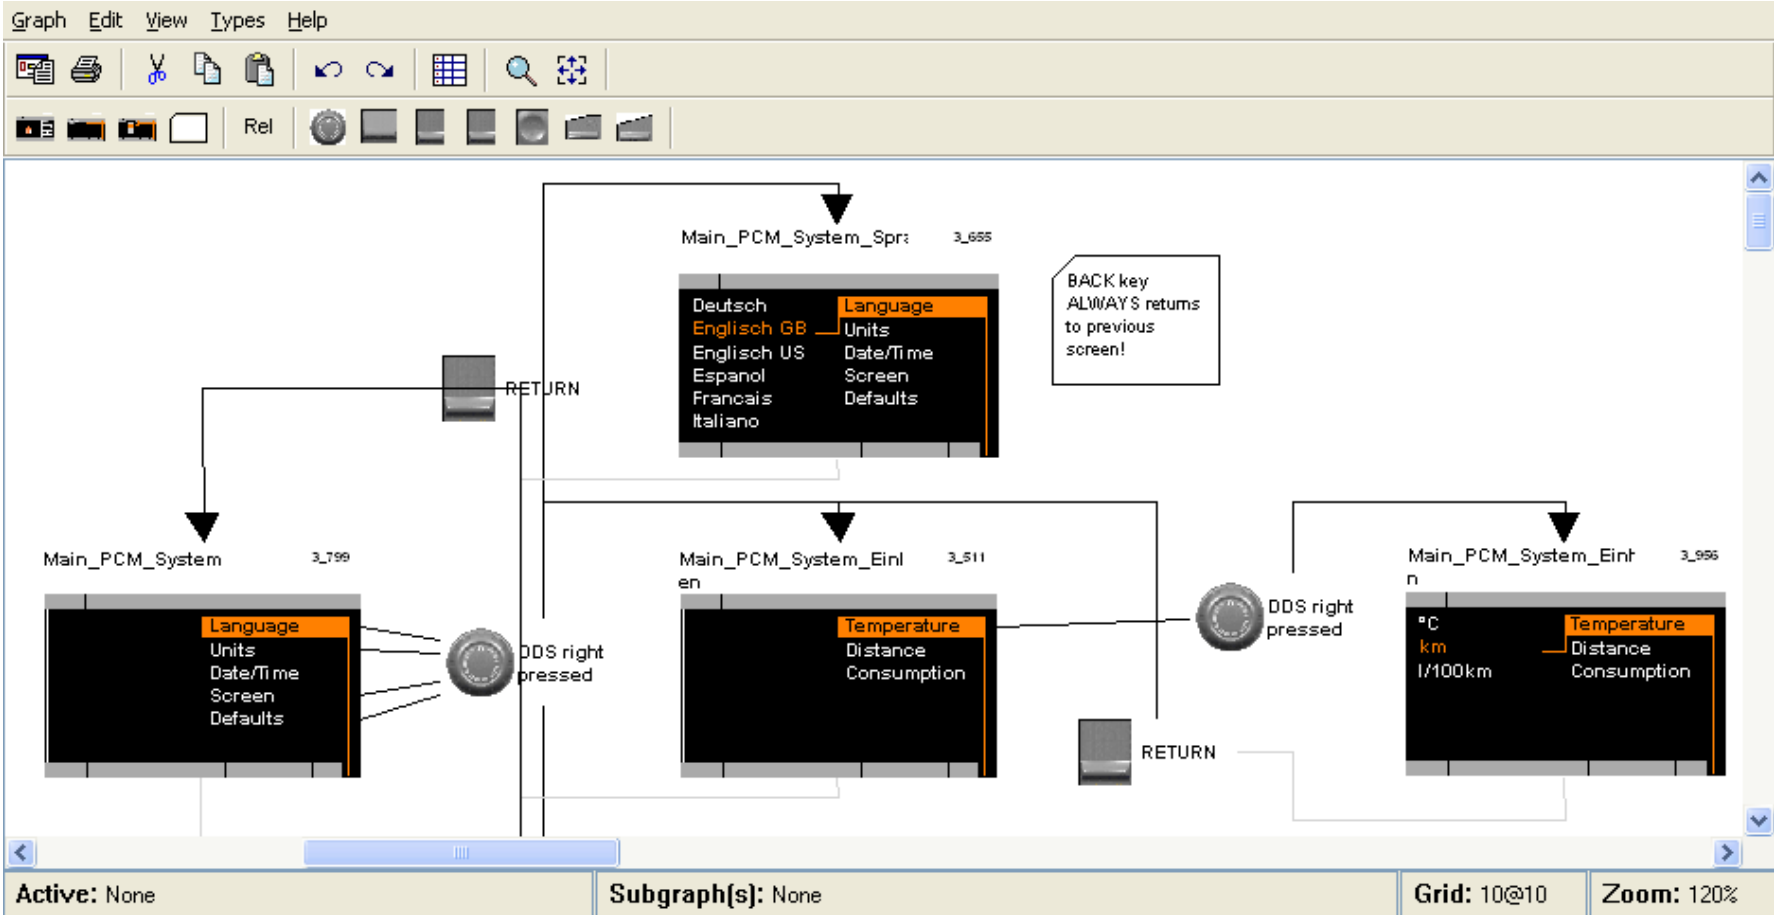 Graph Edit View Types Help
Rel
Main_PCM_System_Spra 3_655
Deutsch
Englisch GB
Englisch US
Espanol
Francais
Italiano
Language
Units
Date/Time
Screen
Defaults
BACK key
ALWAYS returns
to previous
screen!
RETURN
Main_PCM_System 3_799
Language
Units
Date/Time
Screen
Defaults
DDS right
pressed
Main_PCM_System_Einl 3_511
en
Temperature
Distance
Consumption
DDS right
pressed
RETURN
Main_PCM_System_Einh 3_956
n
°C
km
l/100km
Temperature
Distance
Consumption
Active: None
Subgraph(s): None
Grid: 10@10
Zoom: 120%